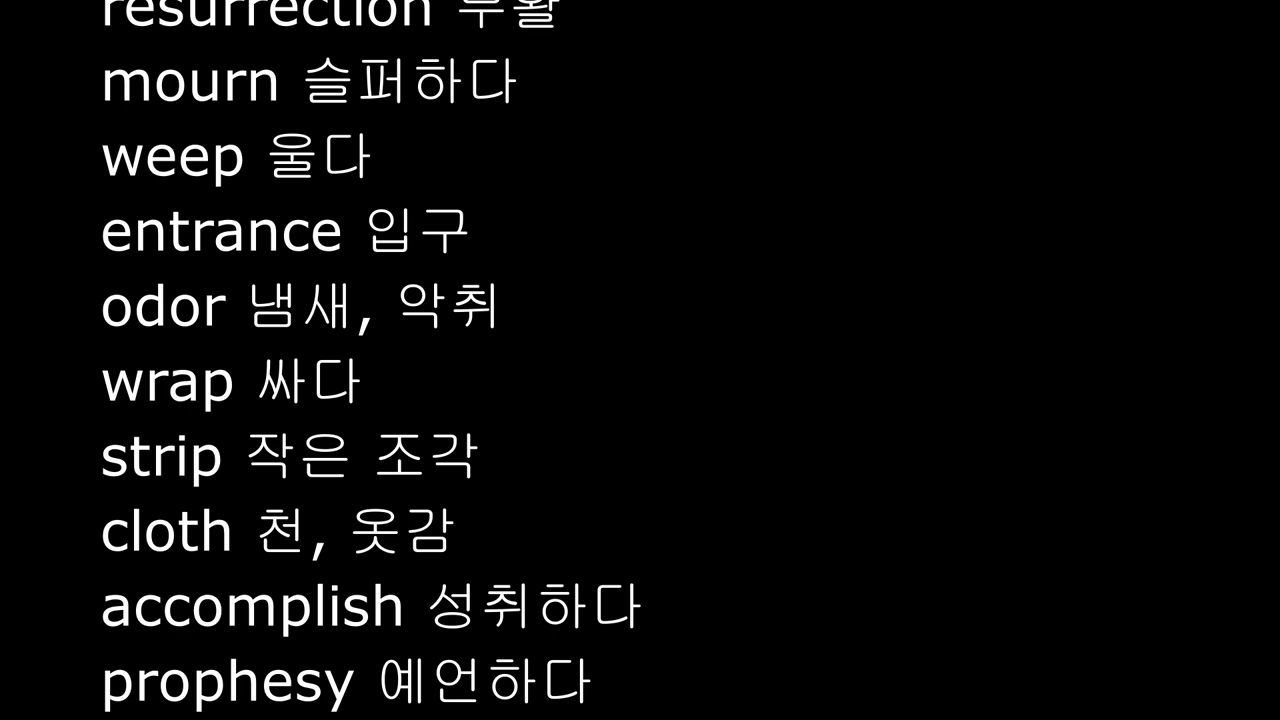 resurrection 부활
mourn 슬퍼하다
weep 울다
entrance 입구
odor 냄새, 악취
wrap 싸다
strip 작은 조각
cloth 천, 옷감
accomplish 성취하다
prophesy 예언하다